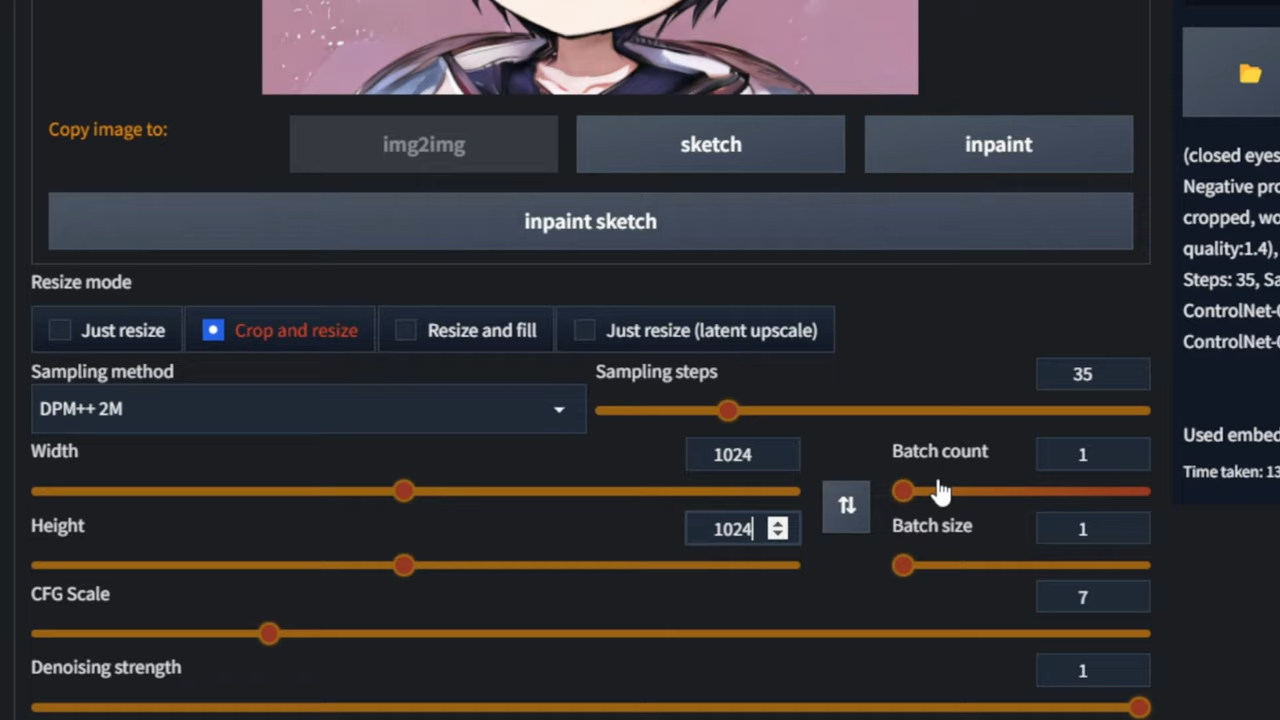 Copy image to:
img2img
sketch
inpaint
inpaint sketch
Resize mode
Just resize
Crop and resize
Resize and fill
Just resize (latent upscale)
Sampling method
DPM++ 2M
Sampling steps
35
Width
1024
Height
1024
Batch count
1
Batch size
1
CFG Scale
7
Denoising strength
1
(closed eyes
Negative pro
cropped, wo
quality:1.4),
Steps: 35, Sa
ControlNet-
ControlNet-
Used embed
Time taken: 13